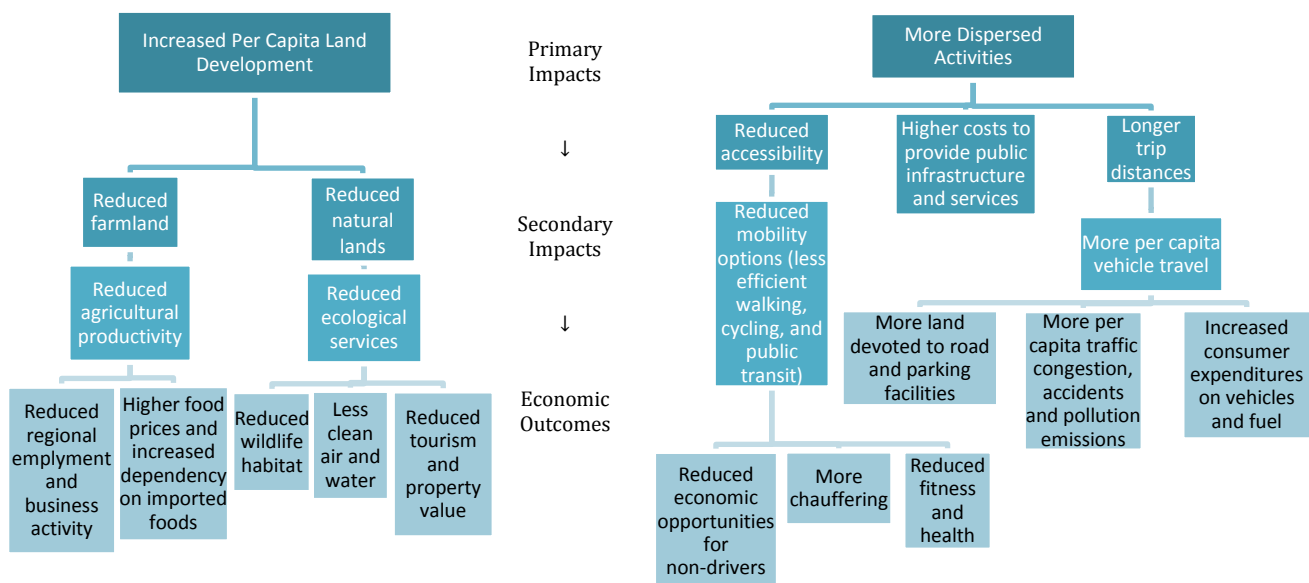 Increased Per Capita Land
Development
Primary
Impacts
↓
Secondary
Impacts
↓
Economic
Outcomes
Reduced
farmland
Reduced
natural
lands
Reduced
agricultural
productivity
Reduced
ecological
services
Reduced
regional
emplyment
and
business
activity
Higher food
prices and
increased
dependency
on imported
foods
Reduced
wildlife
habitat
Less
clean
air and
water
Reduced
tourism
and
property
value
More Dispersed
Activities
Reduced
accessibility
Higher costs to
provide public
infrastructure
and services
Longer
trip
distances
Reduced
mobility
options (less
efficient
walking,
cycling, and
public
transit)
More per capita
vehicle travel
More land
devoted to road
and parking
facilities
More per
capita traffic
congestion,
accidents
and pollution
emissions
Increased
consumer
expenditures
on vehicles
and fuel
Reduced
economic
opportunities
for
non-drivers
More
chauffering
Reduced
fitness
and
health